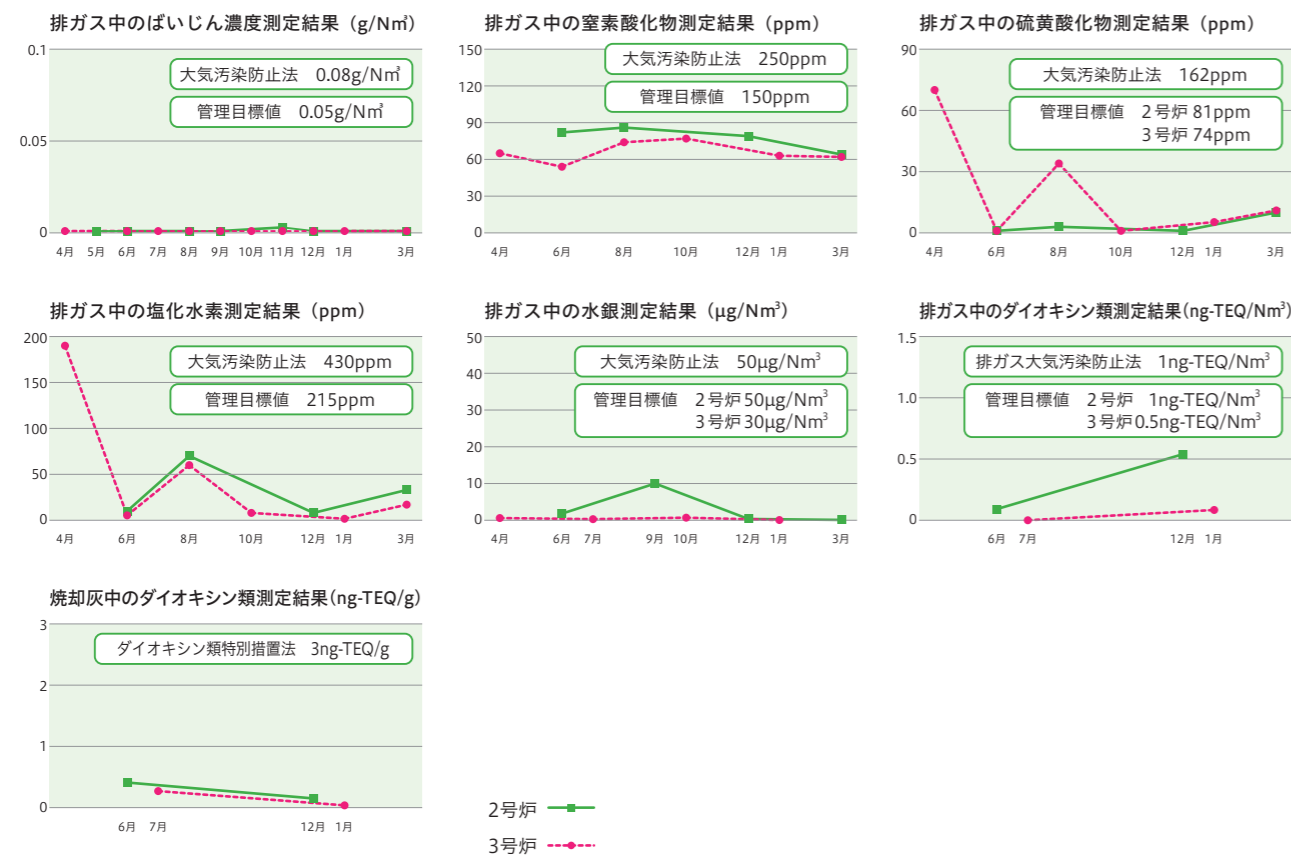 排ガス中のばいじん濃度測定結果（g/N㎥）
0.1
0.05
0
大気汚染防止法　0.08g/N㎥
管理目標値　0.05g/N㎥
4月 5月 6月 7月 8月 9月 10月 11月 12月 1月 3月
排ガス中の窒素酸化物測定結果（ppm）
150
120
90
60
30
0
大気汚染防止法　250ppm
管理目標値　150ppm
4月 6月 8月 10月 12月 1月 3月
排ガス中の硫黄酸化物測定結果（ppm）
90
60
30
0
大気汚染防止法　162ppm
管理目標値　2号炉 81ppm
3号炉 74ppm
4月 6月 8月 10月 12月 1月 3月
排ガス中の塩化水素測定結果（ppm）
200
150
100
50
0
大気汚染防止法　430ppm
管理目標値　215ppm
4月 6月 8月 10月 12月 1月 3月
排ガス中の水銀測定結果（μg/Nm³）
50
40
30
20
10
0
大気汚染防止法　50μg/Nm³
管理目標値　2号炉 50μg/Nm³
3号炉 30μg/Nm³
4月 6月 7月 9月 10月 12月 1月 3月
排ガス中のダイオキシン類測定結果(ng-TEQ/Nm³)
1.5
1.0
0.5
0
排ガス大気汚染防止法　1ng-TEQ/Nm³
管理目標値　2号炉　1ng-TEQ/Nm³
3号炉0.5ng-TEQ/Nm³
6月 7月 12月 1月
焼却灰中のダイオキシン類測定結果(ng-TEQ/g)
3
2
1
0
ダイオキシン類特別措置法　3ng-TEQ/g
6月 7月 12月 1月
2号炉
3号炉